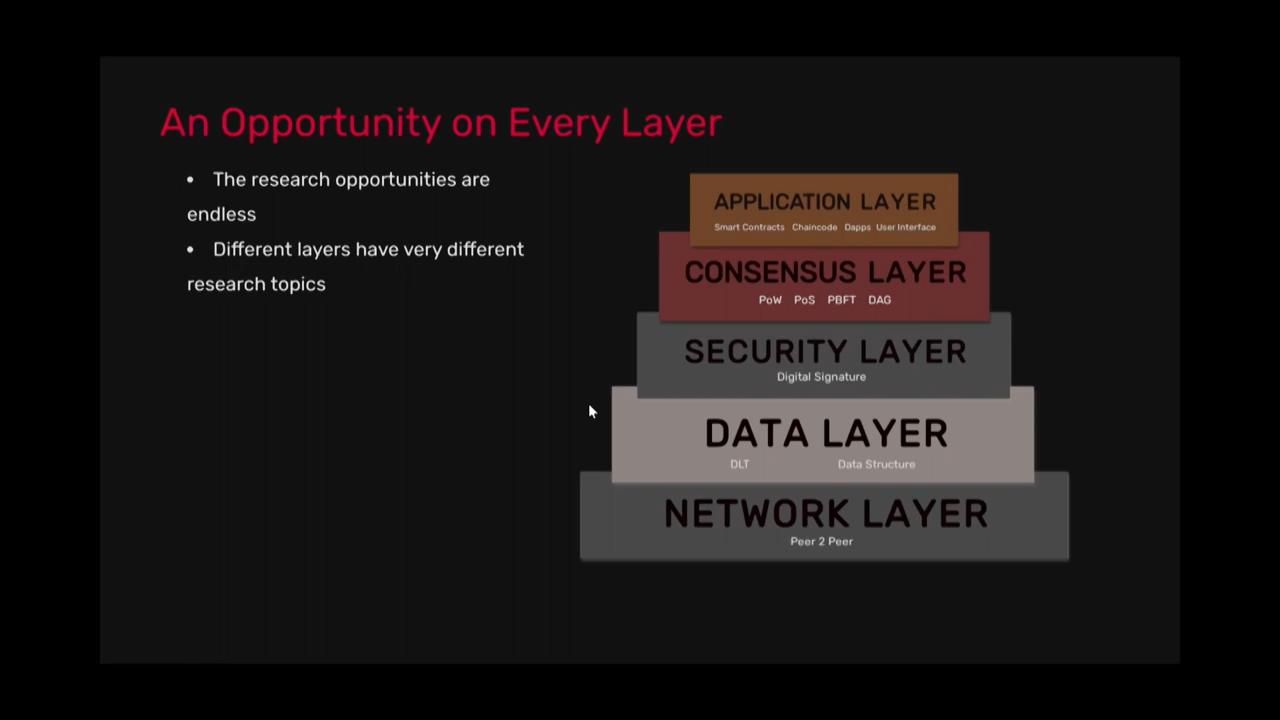 An Opportunity on Every Layer
• The research opportunities are
endless
• Different layers have very different
research topics
APPLICATION LAYER
Smart Contracts Chaincode Dapps User Interface
CONSENSUS LAYER
PoW PoS PBFT DAG
SECURITY LAYER
Digital Signature
DATA LAYER
DLT Data Structure
NETWORK LAYER
Peer 2 Peer